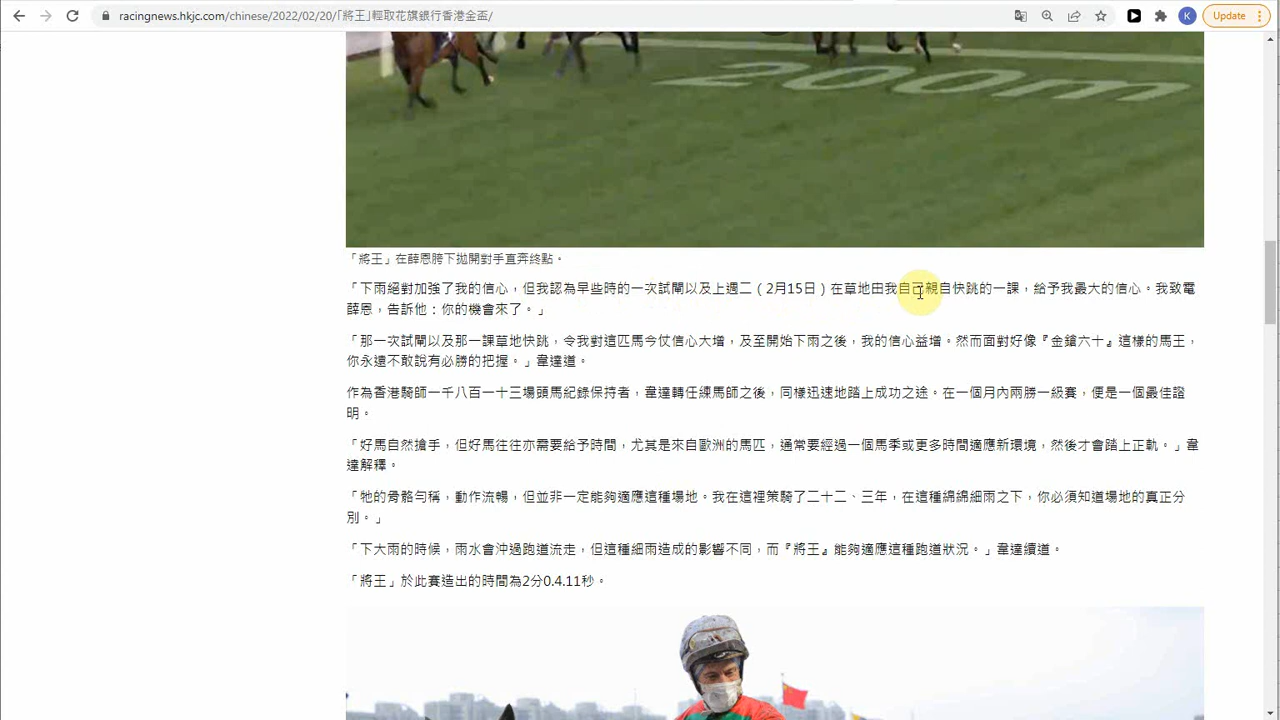 racingnews.hkjc.com/chinese/2022/02/20/「將王」輕取花旗銀行香港金盃/
K
Update
200m
「將王」在薛恩胯下拋開對手直奔終點。
「下雨絕對加強了我的信心，但我認為早些時的一次試閘以及上週二（2月15日）在草地由我自己親自快跳的一課，給予我最大的信心。我致電
薛恩，告訴他：你的機會來了。」
「那一次試閘以及那一課草地快跳，令我對這匹馬今仗信心大增，及至開始下雨之後，我的信心益增。然而面對好像『金鎗六十』這樣的馬王，
你永遠不敢說有必勝的把握。」韋達道。
作為香港騎師一千八百一十三場頭馬紀錄保持者，韋達轉任練馬師之後，同樣迅速地踏上成功之途。在一個月內兩勝一級賽，便是一個最佳證
明。
「好馬自然搶手，但好馬往往亦需要給予時間，尤其是來自歐洲的馬匹，通常要經過一個馬季或更多時間適應新環境，然後才會踏上正軌。」韋
達解釋。
「牠的骨骼勻稱，動作流暢，但並非一定能夠適應這種場地。我在這裡策騎了二十二、三年，在這種綿綿細雨之下，你必須知道場地的真正分
別。」
「下大雨的時候，雨水會沖過跑道流走，但這種細雨造成的影響不同，而『將王』能夠適應這種跑道狀況。」韋達續道。
「將王」於此賽造出的時間為2分0.4.11秒。